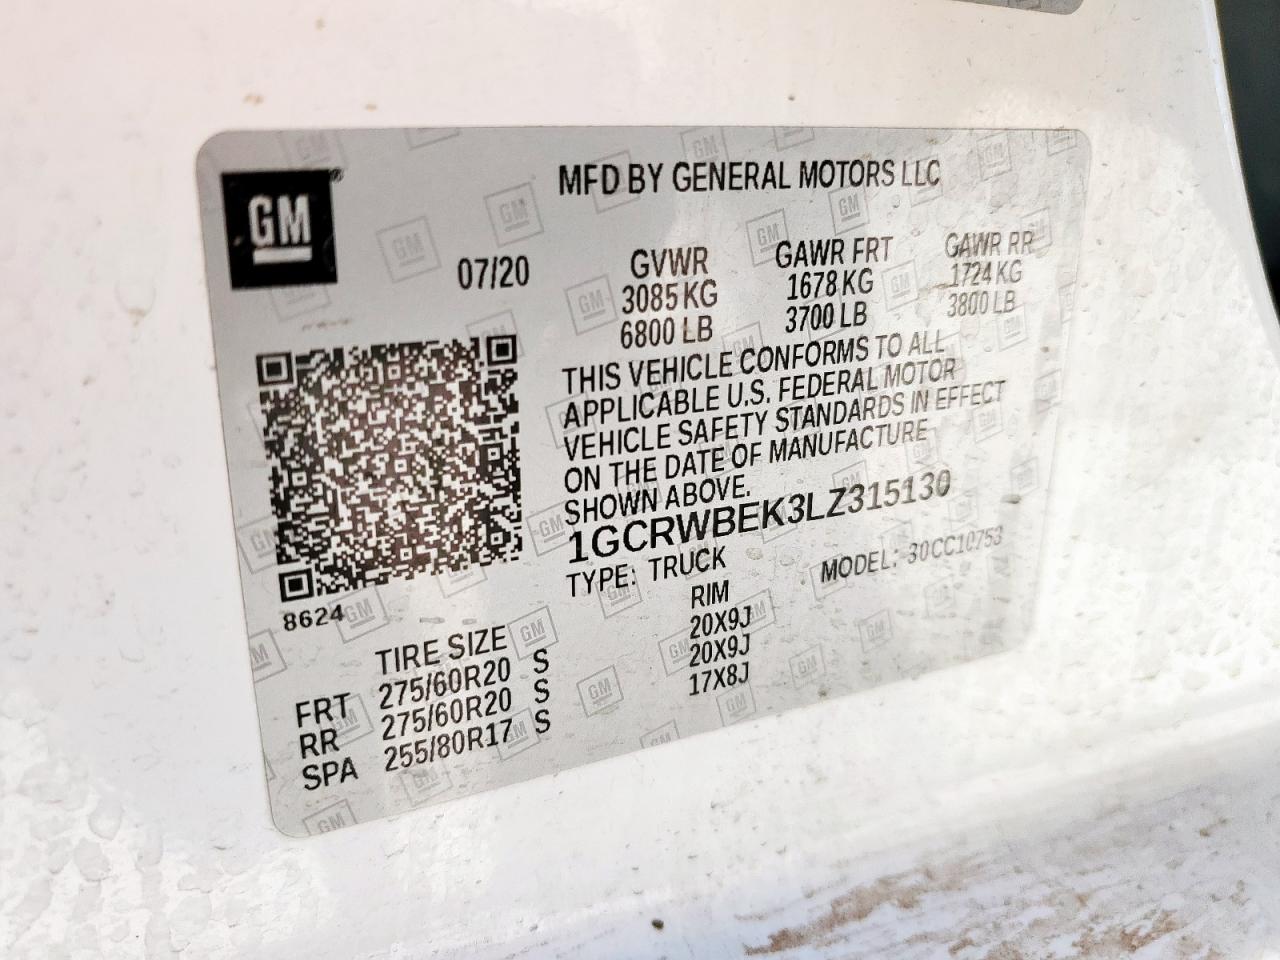 GM
MFD BY GENERAL MOTORS LLC
07/20
GVWR GAWR FRT GAWR RR
3085 KG 1678 KG 1724 KG
6800 LB 3700 LB 3800 LB
THIS VEHICLE CONFORMS TO ALL
APPLICABLE U.S. FEDERAL MOTOR
VEHICLE SAFETY STANDARDS IN EFFECT
ON THE DATE OF MANUFACTURE
SHOWN ABOVE.
1GCRWBEK3LZ315130
TYPE: TRUCK MODEL: 30CC10753
8624
TIRE SIZE RIM
FRT 275/60R20 S 20X9J
RR 275/60R20 S 20X9J
SPA 255/80R17 S 17X8J